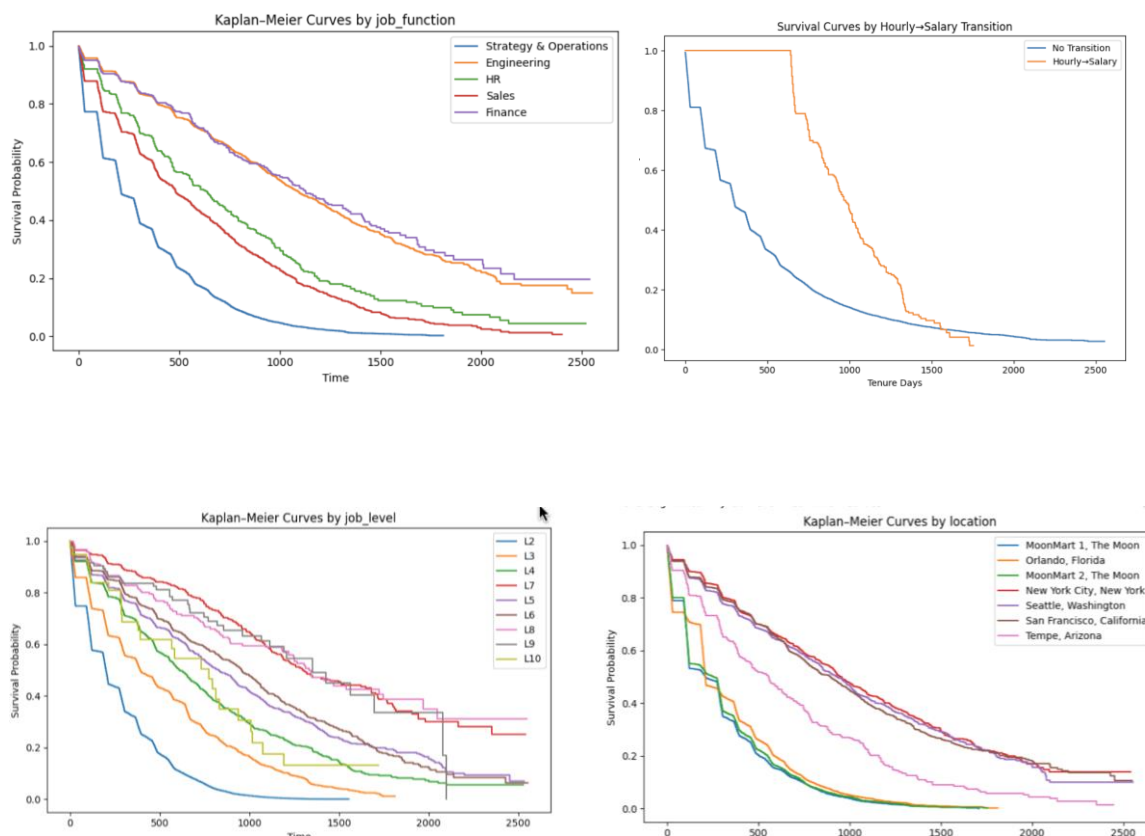 Kaplan–Meier Curves by job_function
Survival Probability
1.0
0.8
0.6
0.4
0.2
0.0
0
500
1000
1500
2000
2500
Time
Strategy & Operations
Engineering
HR
Sales
Finance
Survival Curves by Hourly→Salary Transition
1.0
0.8
0.6
0.4
0.2
0.0
0
500
1000
1500
2000
2500
Tenure Days
No Transition
Hourly→Salary
Kaplan–Meier Curves by job_level
Survival Probability
1.0
0.8
0.6
0.4
0.2
0.0
0
500
1000
1500
2000
2500
Time
L2
L3
L4
L7
L5
L6
L8
L9
L10
Kaplan–Meier Curves by location
Survival Probability
1.0
0.8
0.6
0.4
0.2
0.0
0
500
1000
1500
2000
2500
MoonMart 1, The Moon
Orlando, Florida
MoonMart 2, The Moon
New York City, New York
Seattle, Washington
San Francisco, California
Tempe, Arizona